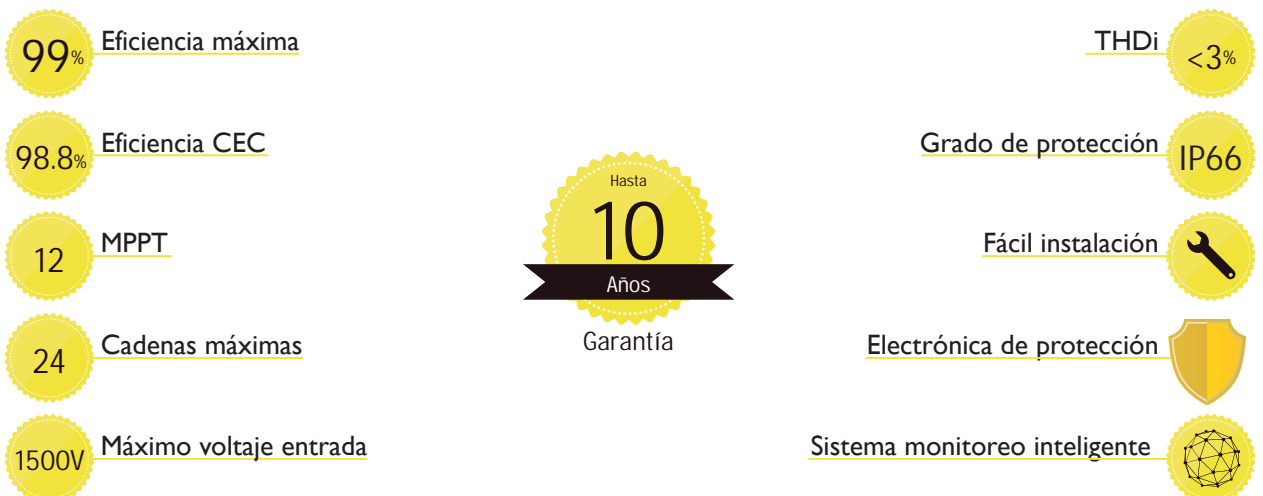 99%
Eficiencia máxima
98.8%
Eficiencia CEC
12
MPPT
24
Cadenas máximas
1500V
Máximo voltaje entrada
Hasta
10
Años
Garantía
THDi
<3%
Grado de protección
IP66
Fácil instalación
Electrónica de protección
Sistema monitoreo inteligente